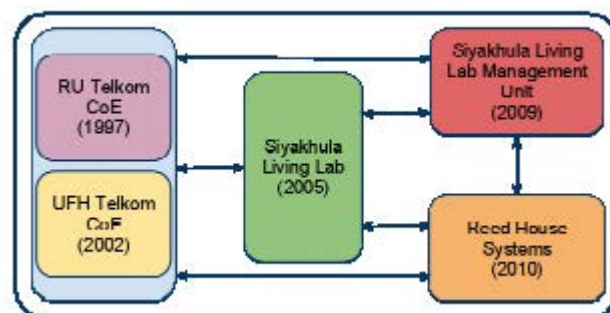 RU Telkom
CoE
(1997)
UFH Telkom
CoE
(2002)
Siyakhula
Living Lab
(2005)
Siyakhula Living
Lab Management
Unit
(2009)
Reed House
Systems
(2010)